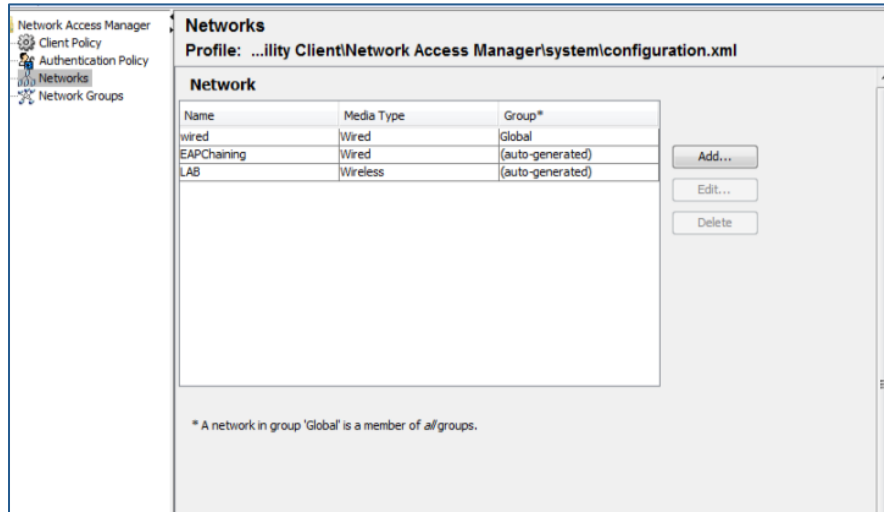 Network Access Manager
Client Policy
Authentication Policy
Networks
Network Groups
Networks
Profile: ...ility Client\Network Access Manager\system\configuration.xml
Network
Name Media Type Group*
wired Wired Global
EAPChaining Wired (auto-generated)
LAB Wireless (auto-generated)
Add...
Edit...
Delete
* A network in group 'Global' is a member of all groups.